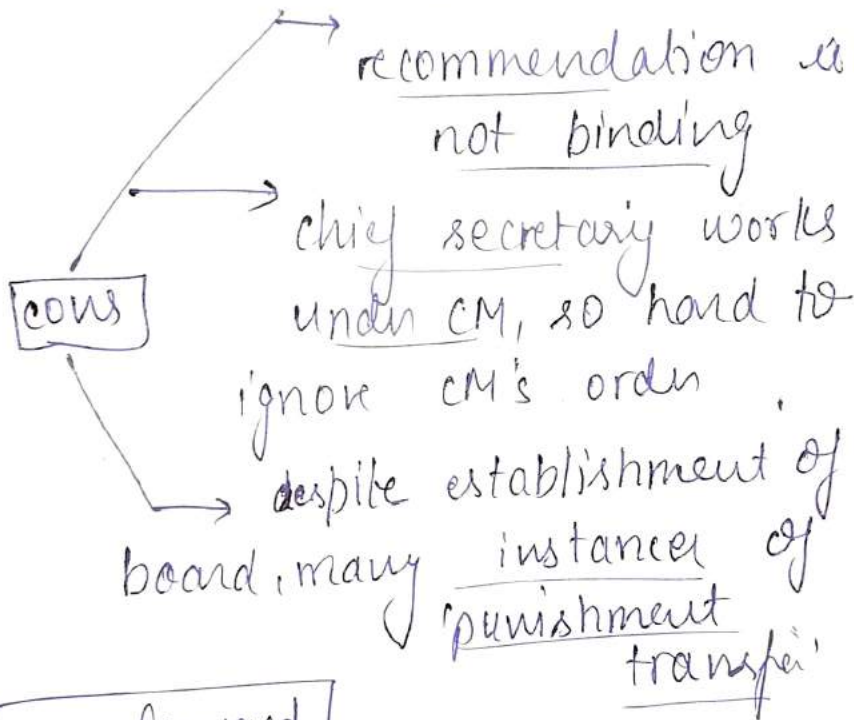 recommendation is
not binding
chief secretary works
cons
under CM, so hard to
ignore CM's order
despite establishment of
board, many instances of
'punishment
transfer'
forward